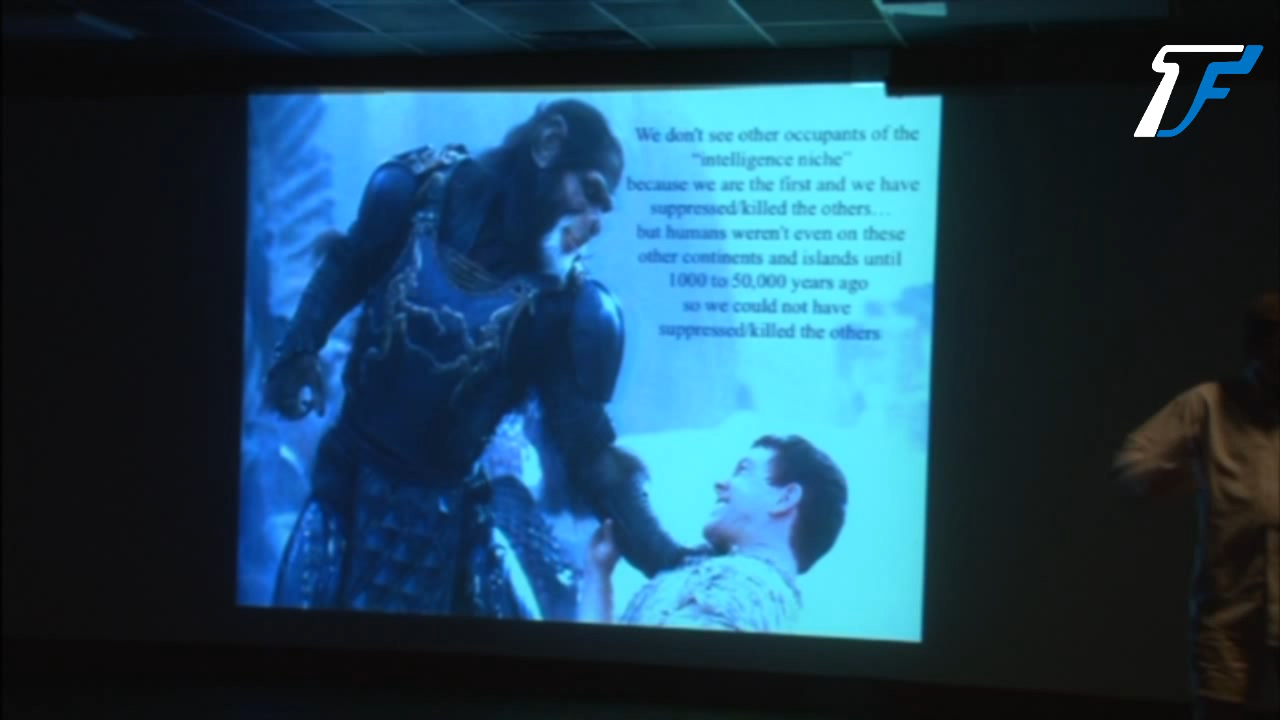 TF
We don't see other occupants of the
"intelligence niche"
because we are the first and we have
suppressed/killed the others...
but humans weren't even on these
other continents and islands until
1000 to 50,000 years ago
so we could not have
suppressed/killed the others